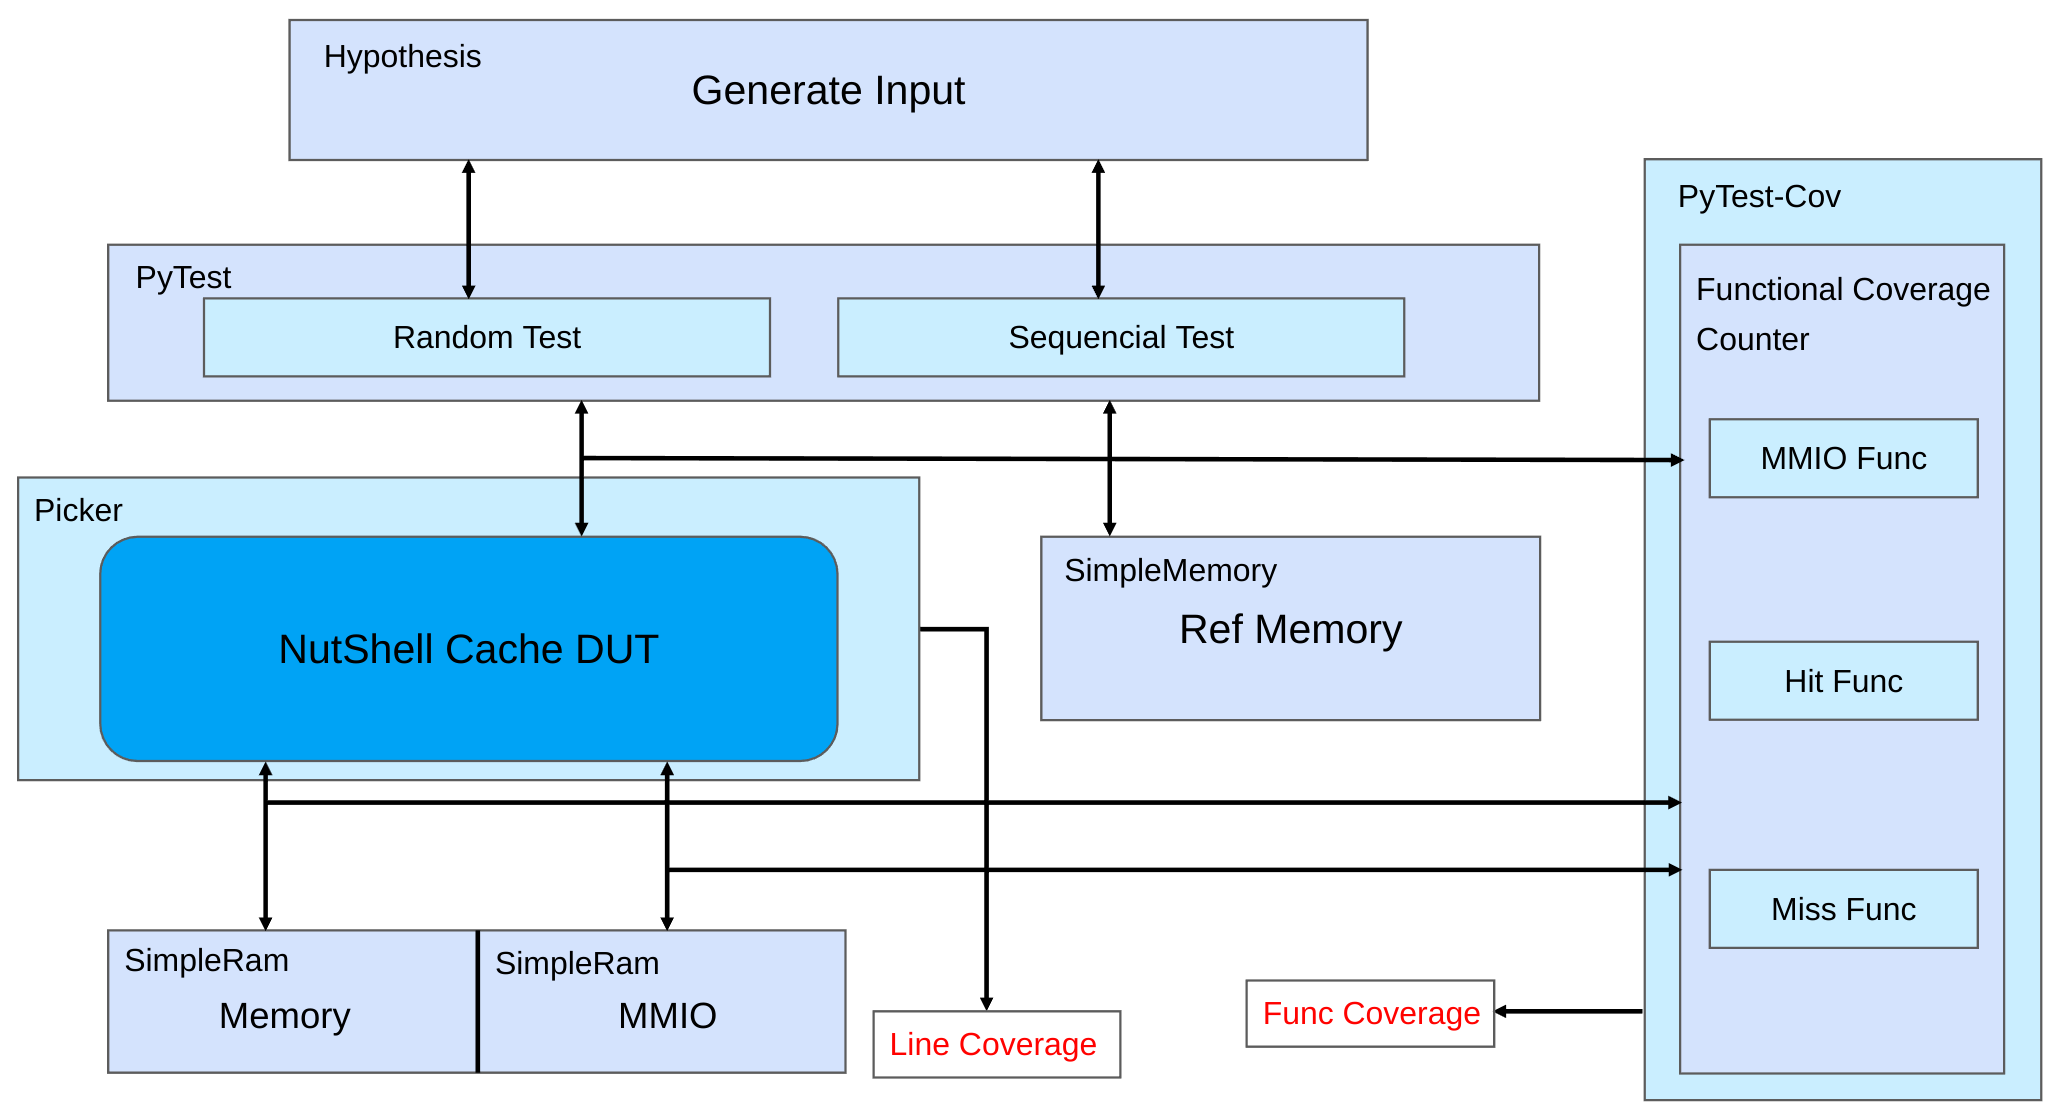 Hypothesis
Generate Input
PyTest
Random Test
Sequencial Test
PyTest-Cov
Functional Coverage
Counter
MMIO Func
Hit Func
Miss Func
Picker
NutShell Cache DUT
SimpleMemory
Ref Memory
SimpleRam
Memory
SimpleRam
MMIO
Line Coverage
Func Coverage